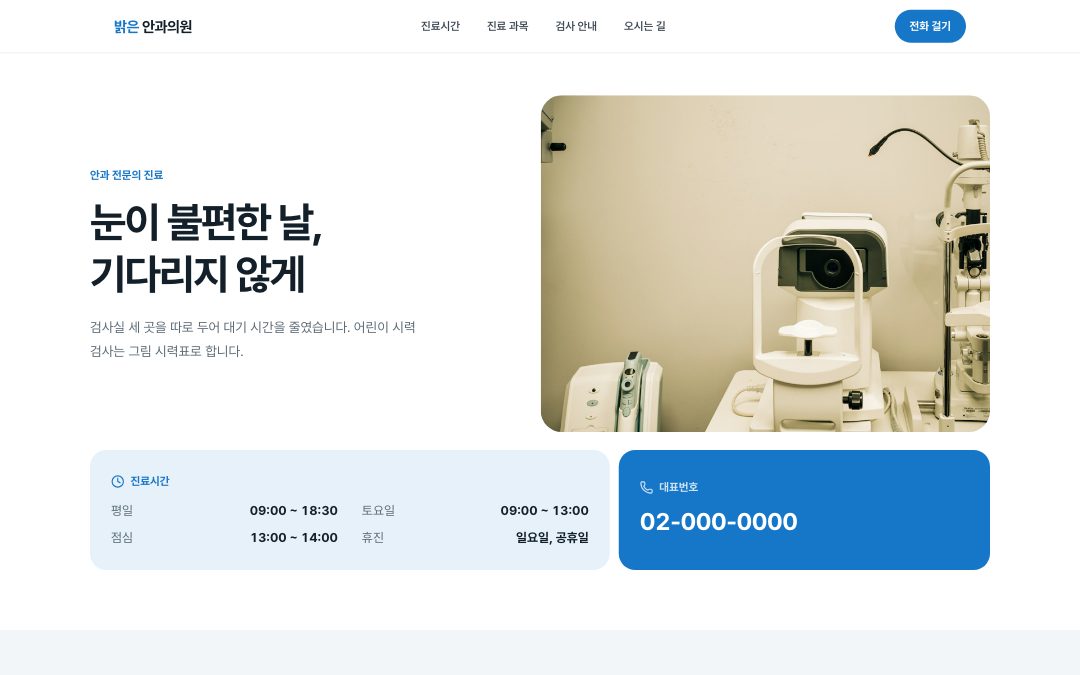 밝은 안과의원
진료시간
진료 과목
검사 안내
오시는 길
전화 걸기
안과 전문의 진료
눈이 불편한 날,
기다리지 않게
검사실 세 곳을 따로 두어 대기 시간을 줄였습니다. 어린이 시력
검사는 그림 시력표로 합니다.
진료시간
평일 09:00 ~ 18:30 토요일 09:00 ~ 13:00
점심 13:00 ~ 14:00 휴진 일요일, 공휴일
대표번호
02-000-0000